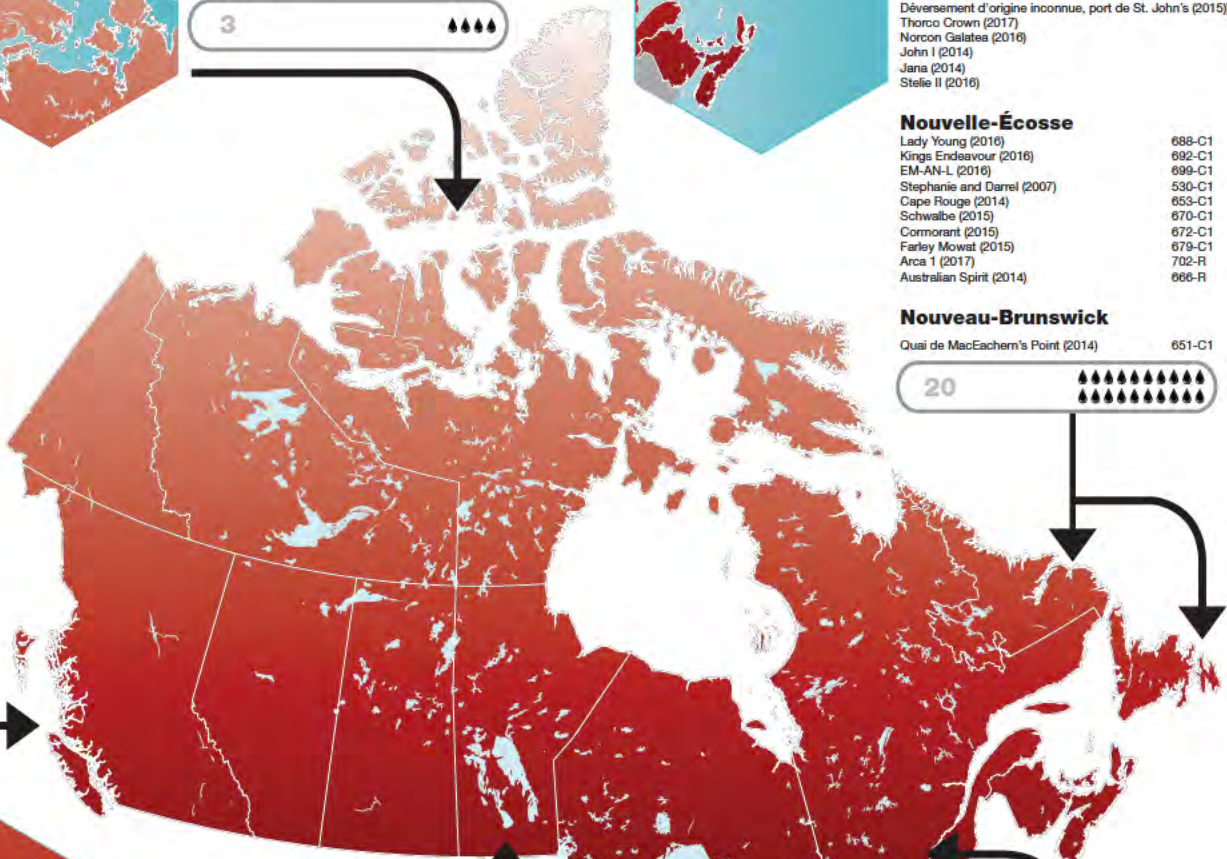 3
Déversement d'origine inconnue, port de St. John's (2015)
Thorco Crown (2017)
Norcon Galatea (2016)
John I (2014)
Jana (2014)
Stelie II (2016)
Nouvelle-Écosse
Lady Young (2016) 688-C1
Kings Endeavour (2016) 692-C1
EM-AN-L (2016) 699-C1
Stephanie and Darrel (2007) 530-C1
Cape Rouge (2014) 653-C1
Schwalbe (2015) 670-C1
Cormorant (2015) 672-C1
Farley Mowat (2015) 679-C1
Arca 1 (2017) 702-R
Australian Spirit (2014) 666-R
Nouveau-Brunswick
Quai de MacEachern's Point (2014) 651-C1
20